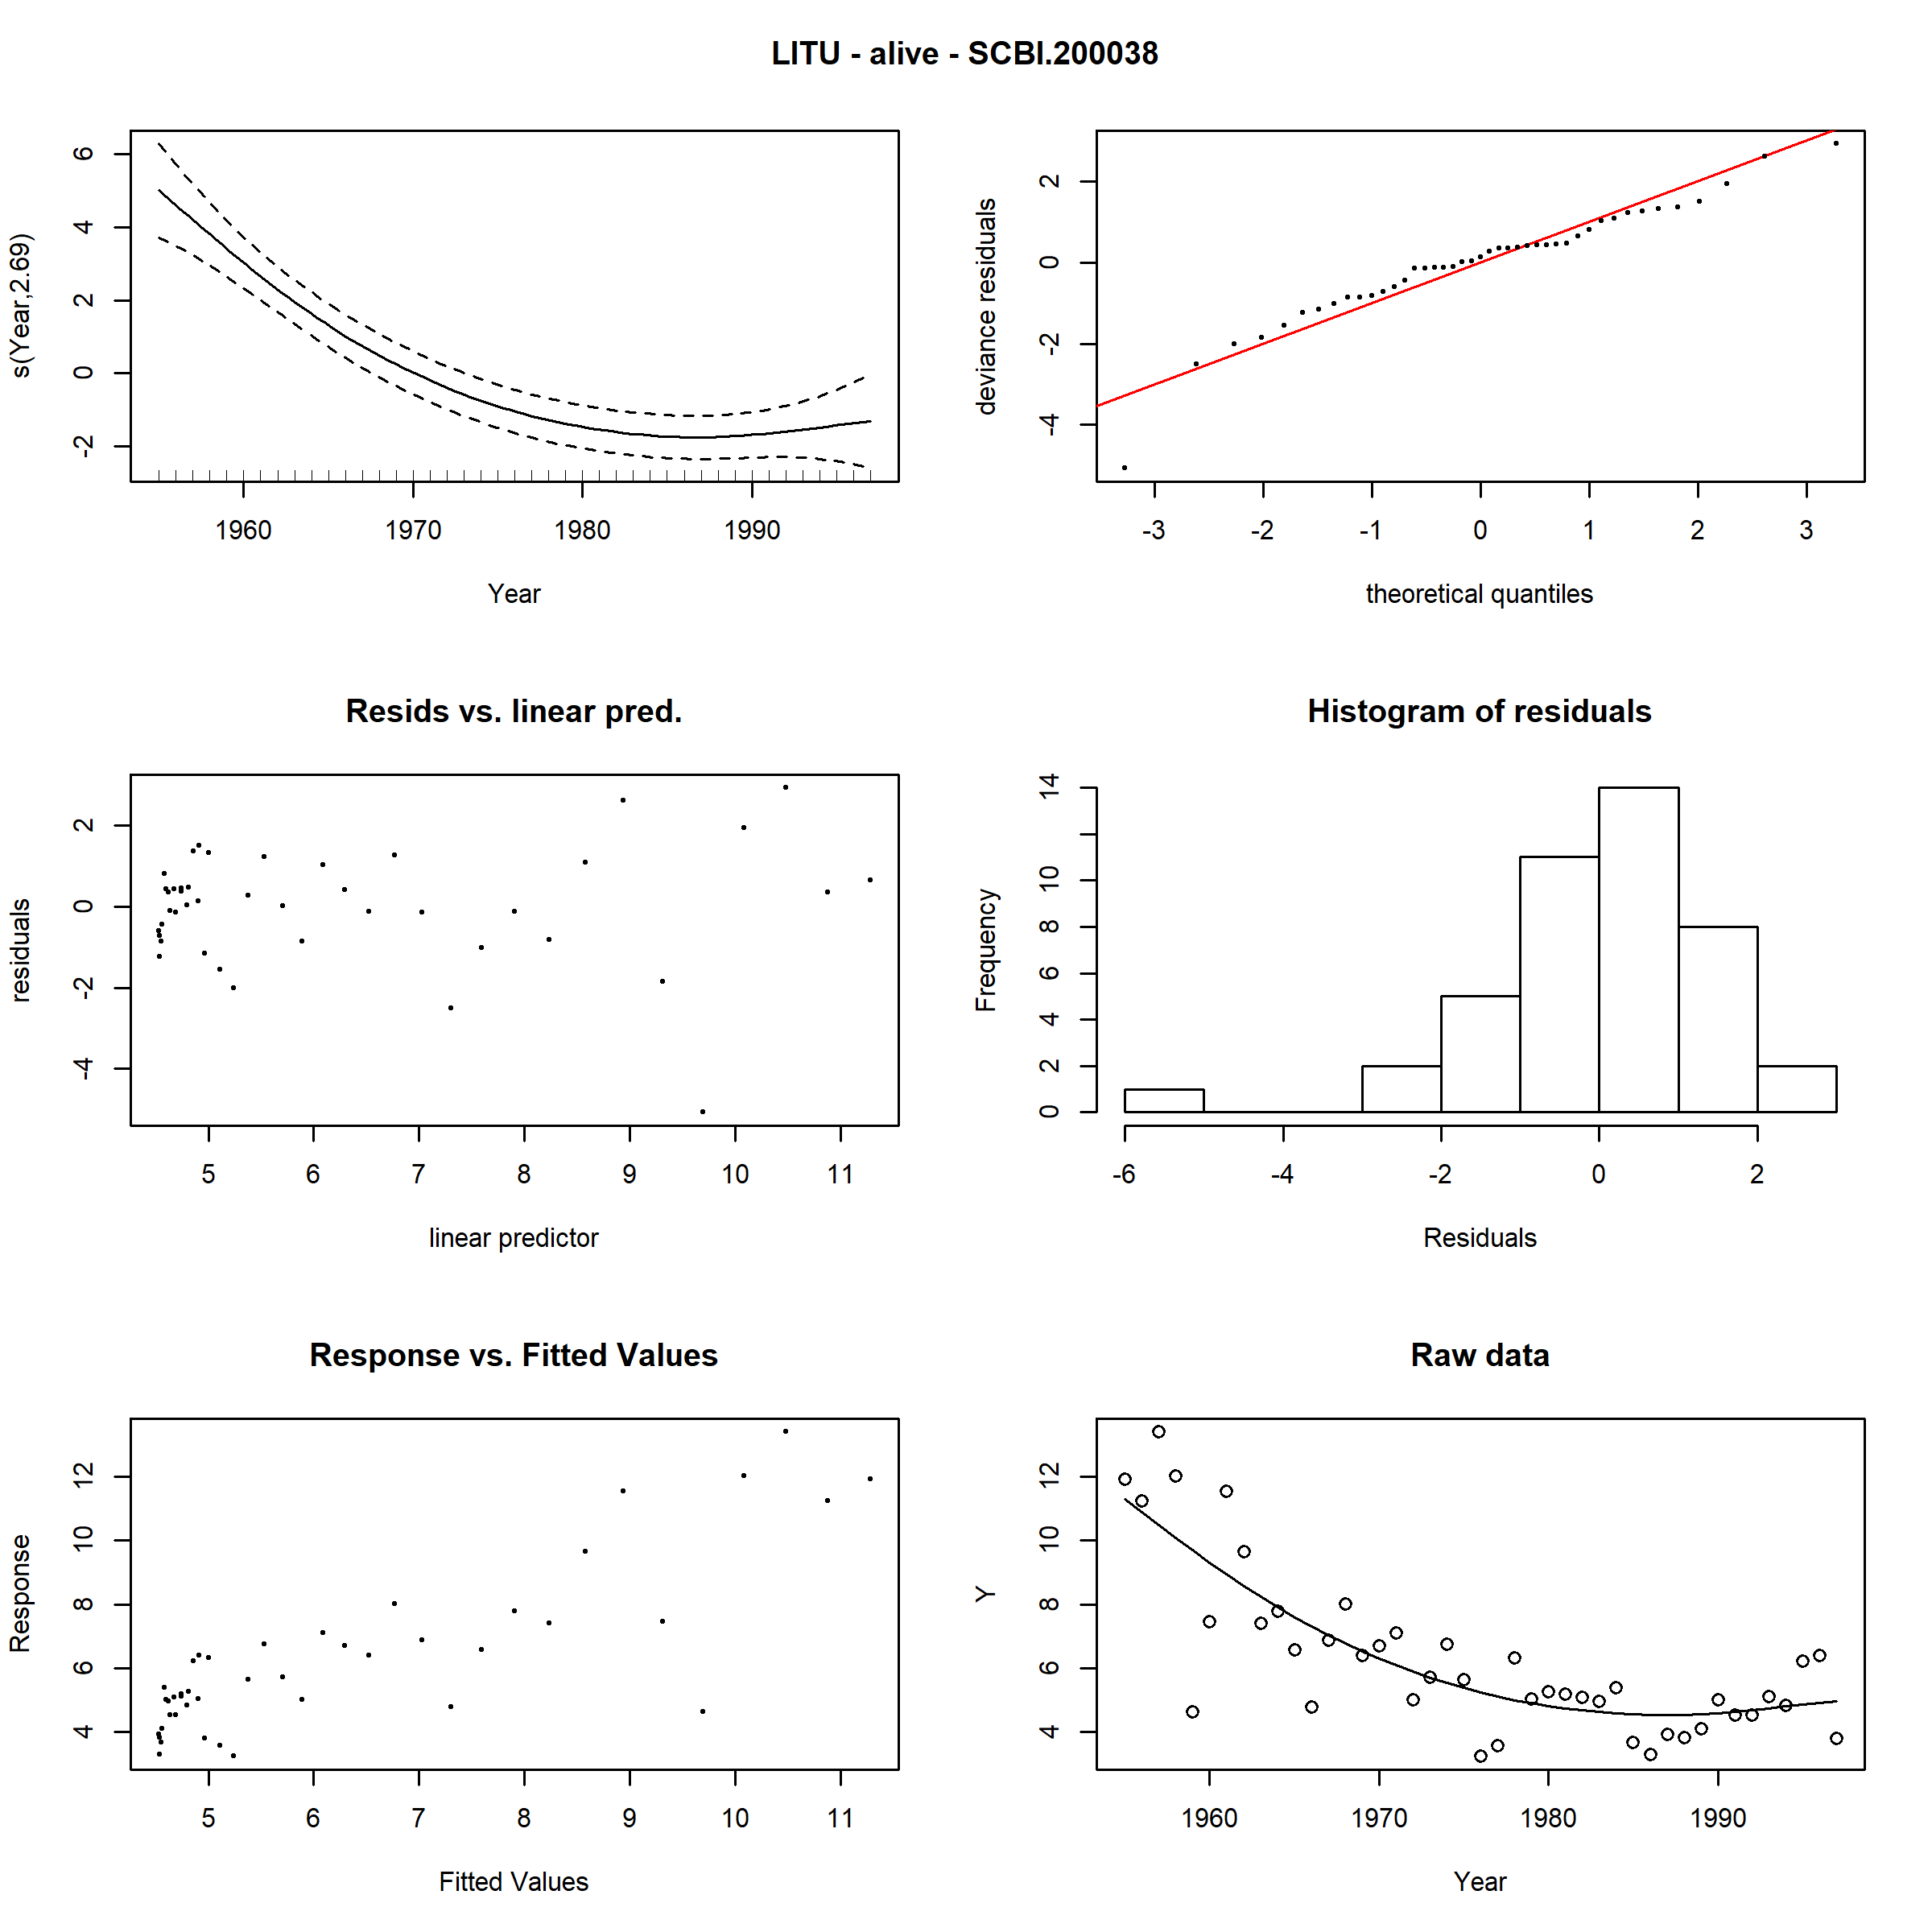 LITU - alive - SCBI.200038
s(Year,2.69)
6
4
2
0
-2
1960 1970 1980 1990
Year
deviance residuals
2
0
-2
-4
-3 -2 -1 0 1 2 3
theoretical quantiles
Resids vs. linear pred.
residuals
2
0
-2
-4
5 6 7 8 9 10 11
linear predictor
Histogram of residuals
Frequency
14
10
8
6
4
2
0
-6 -4 -2 0 2
Residuals
Response vs. Fitted Values
Response
12
10
8
6
4
5 6 7 8 9 10 11
Fitted Values
Raw data
Y
12
10
8
6
4
1960 1970 1980 1990
Year